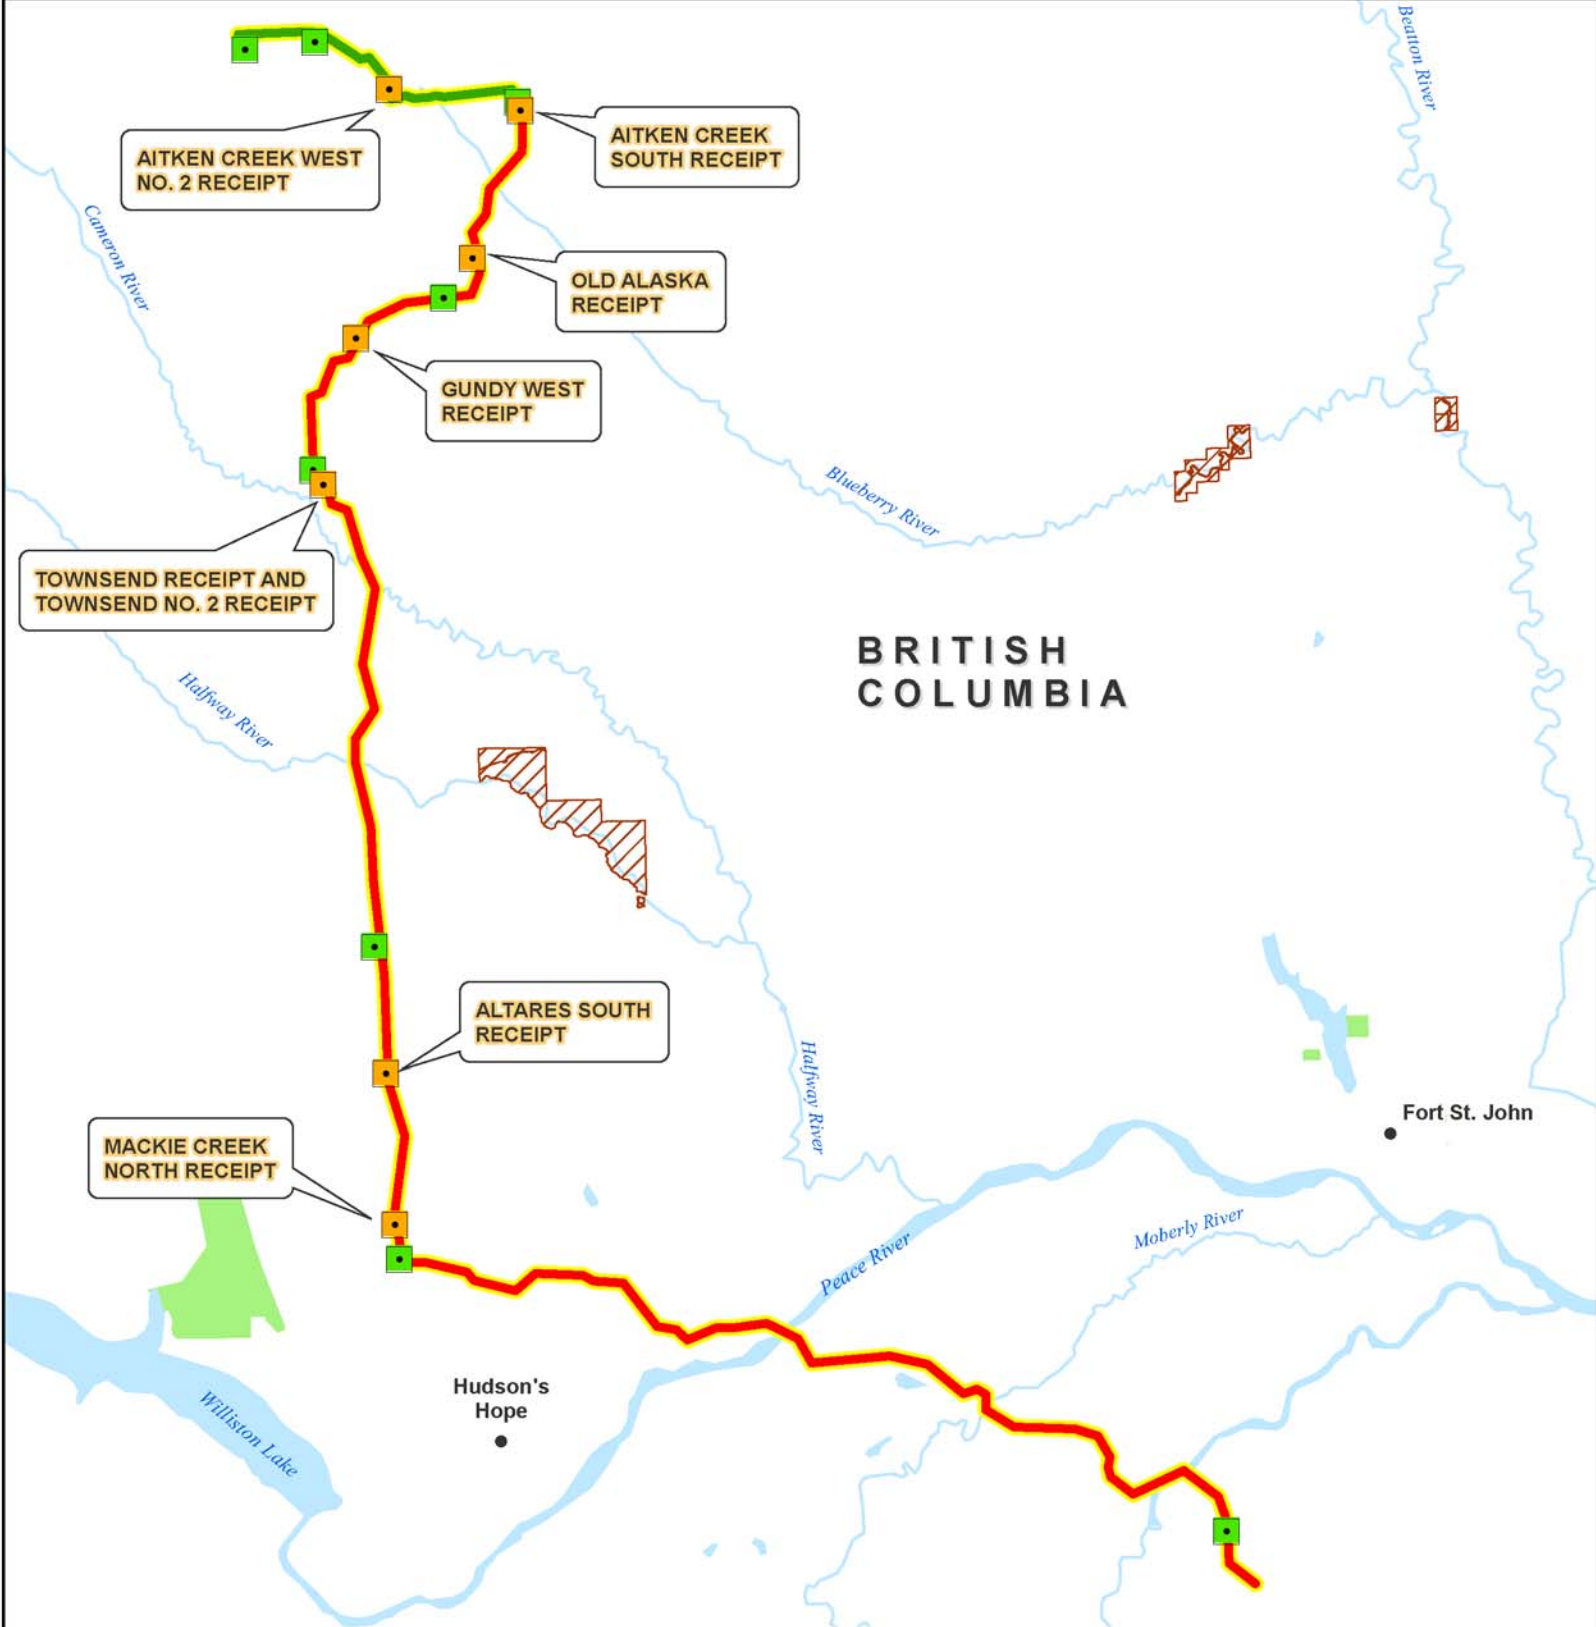 Beatton River
AITKEN CREEK
SOUTH RECEIPT
AITKEN CREEK WEST
NO. 2 RECEIPT
Cameron River
OLD ALASKA
RECEIPT
GUNDY WEST
RECEIPT
Blueberry River
TOWNSEND RECEIPT AND
TOWNSEND NO. 2 RECEIPT
BRITISH
COLUMBIA
Halfway River
ALTARES SOUTH
RECEIPT
Halfway River
Fort St. John
MACKIE CREEK
NORTH RECEIPT
Moberly River
Peace River
Hudson's
Hope
Williston Lake